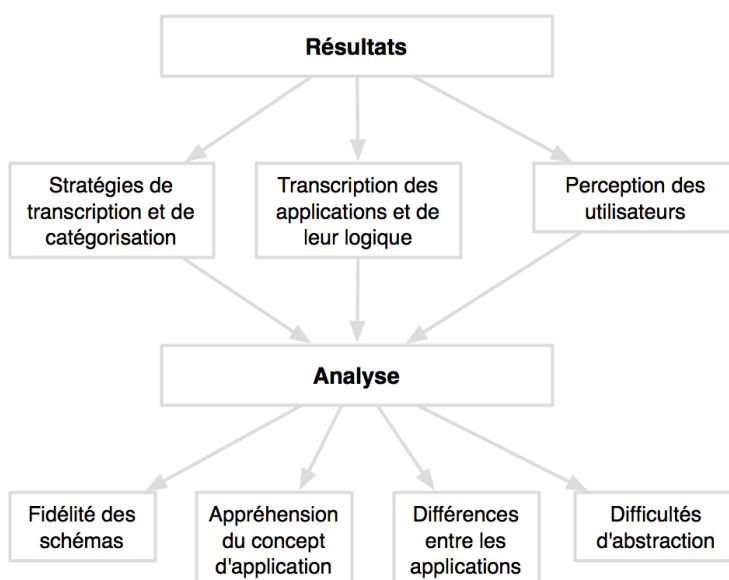 Résultats
Stratégies de
transcription et de
catégorisation
Transcription des
applications et de
leur logique
Perception des
utilisateurs
Analyse
Fidélité des
schémas
Appréhension
du concept
d'application
Différences
entre les
applications
Difficultés
d'abstraction